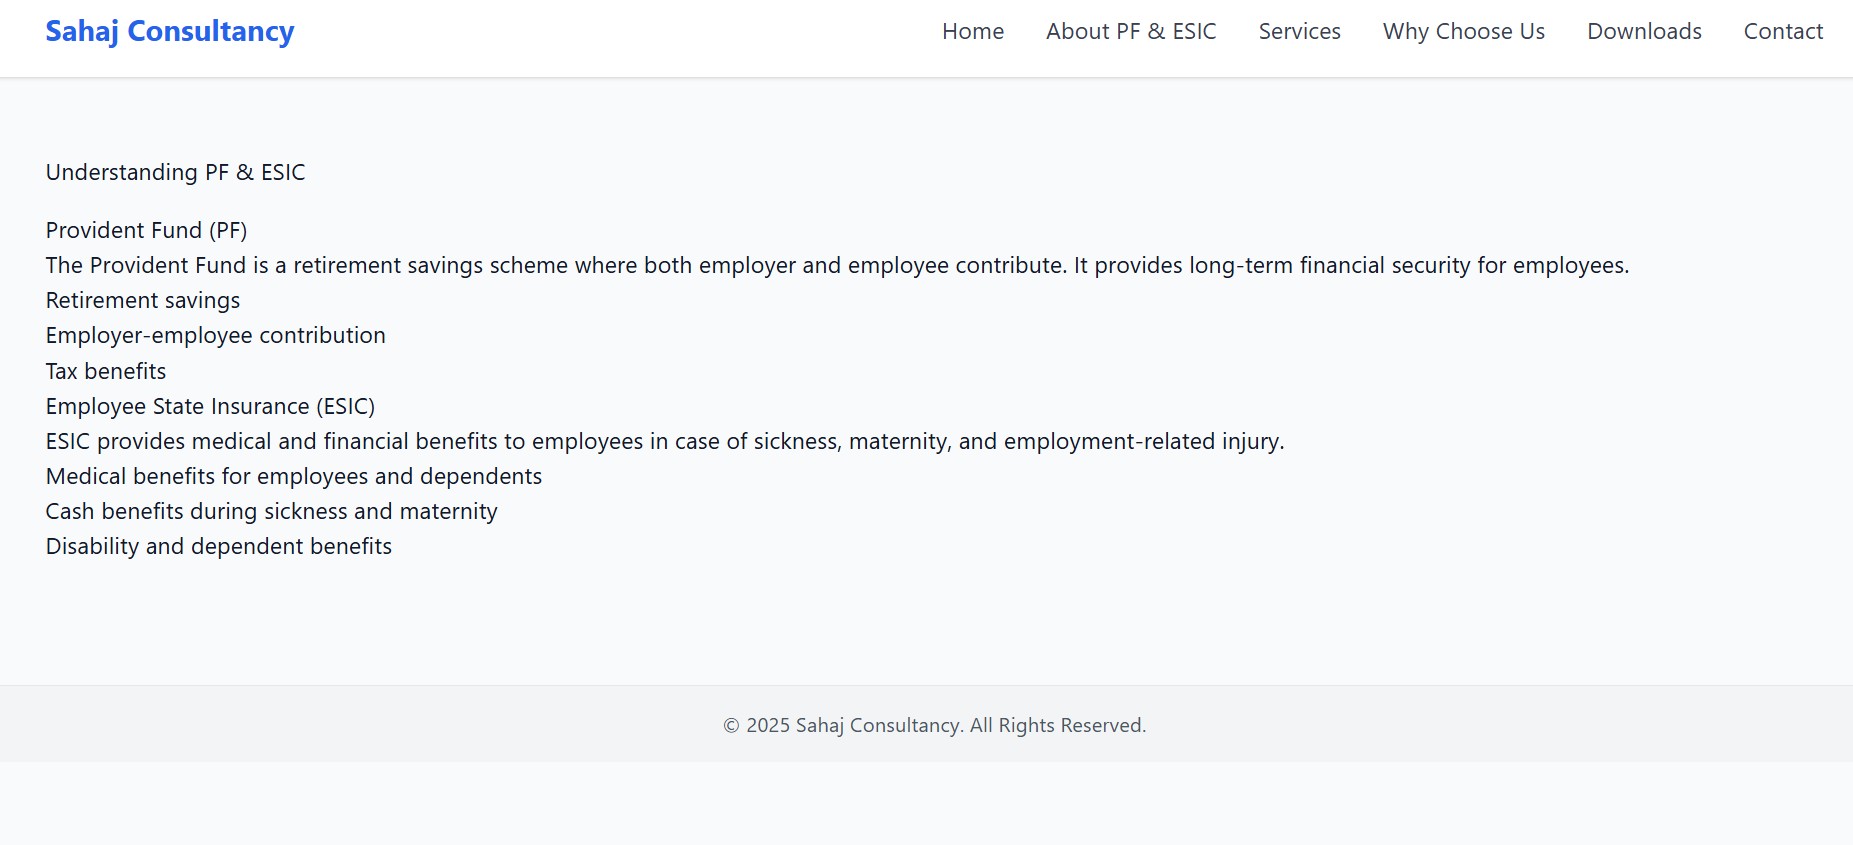 Sahaj Consultancy
Home About PF & ESIC Services Why Choose Us Downloads Contact
Understanding PF & ESIC
Provident Fund (PF)
The Provident Fund is a retirement savings scheme where both employer and employee contribute. It provides long-term financial security for employees.
Retirement savings
Employer-employee contribution
Tax benefits
Employee State Insurance (ESIC)
ESIC provides medical and financial benefits to employees in case of sickness, maternity, and employment-related injury.
Medical benefits for employees and dependents
Cash benefits during sickness and maternity
Disability and dependent benefits
© 2025 Sahaj Consultancy. All Rights Reserved.